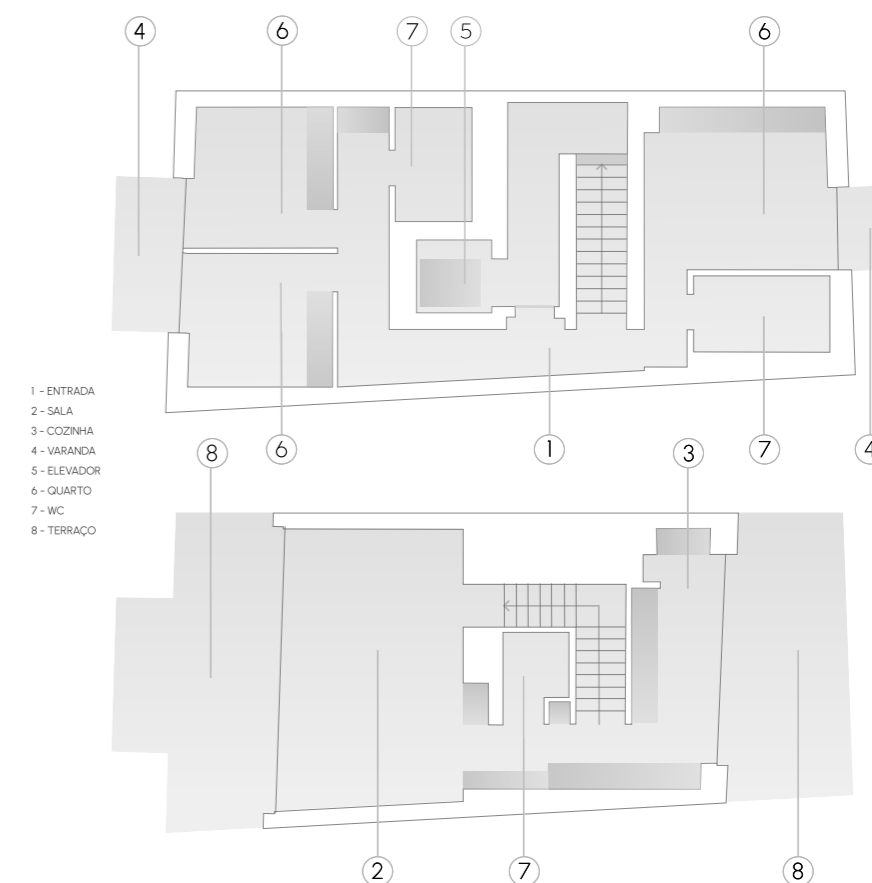 4 6 7 5 6
1 - ENTRADA
2 - SALA
3 - COZINHA
4 - VARANDA
5 - ELEVADOR
6 - QUARTO
7 - WC
8 - TERRAÇO
8 6 1 3 7 4
2 7 8